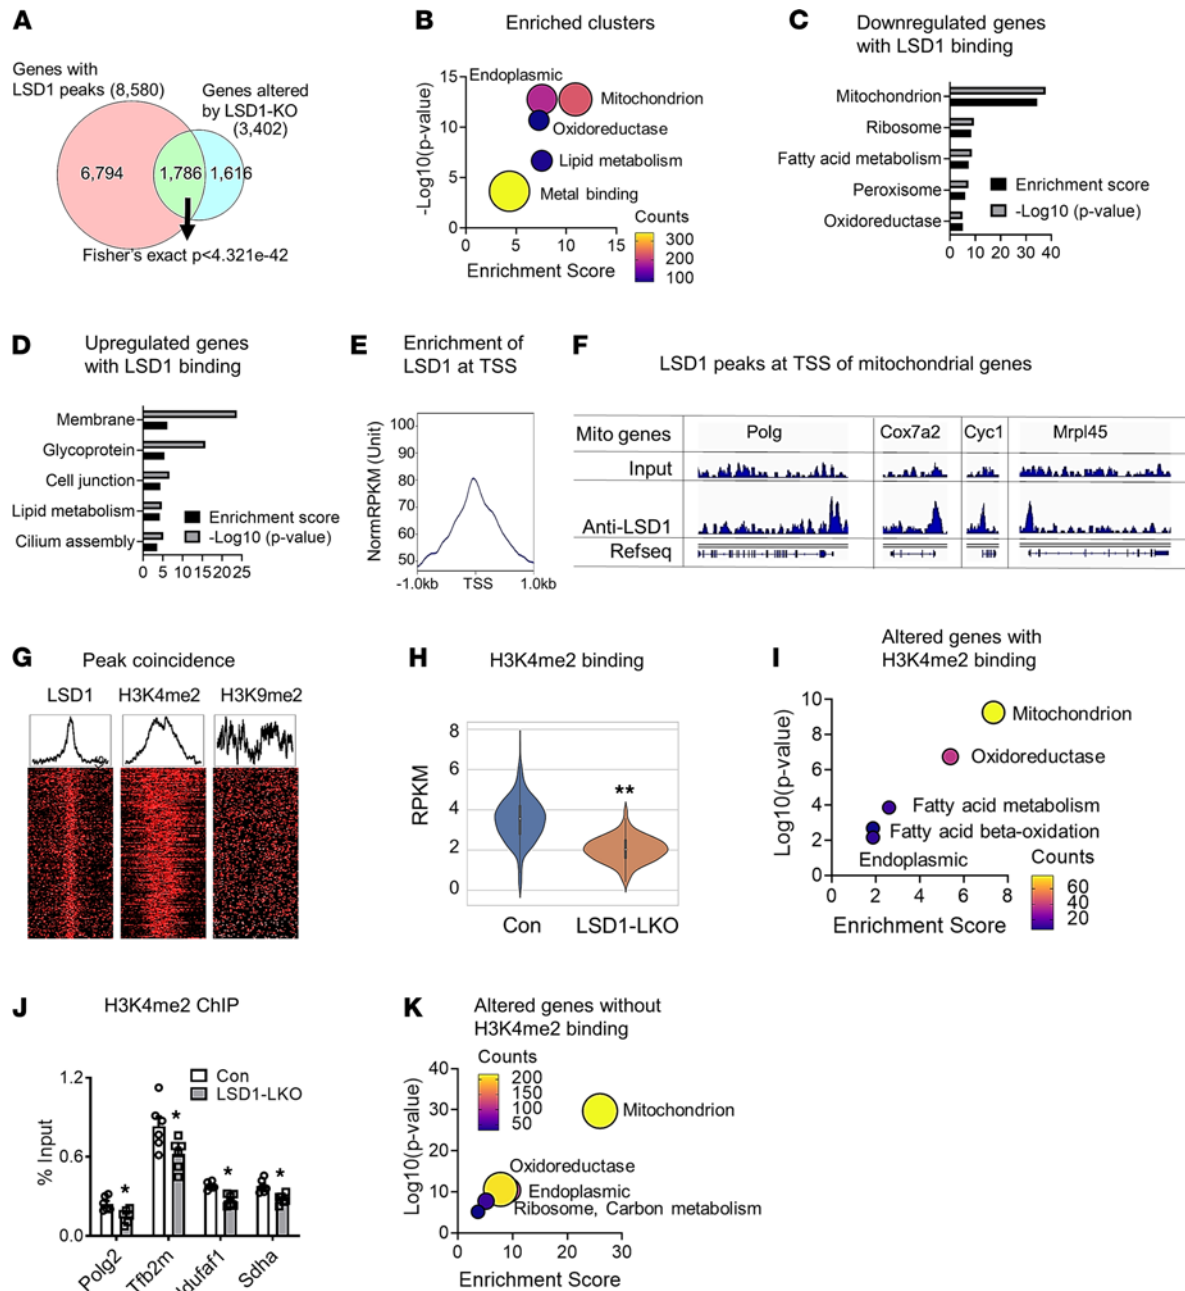 A
Genes with
LSD1 peaks (8,580)
Genes altered
by LSD1-KO
(3,402)
6,794
1,786
1,616
Fisher's exact p<4.321e-42
B
Enriched clusters
-Log10(p-value)
15
10
5
0
Endoplasmic
Mitochondrion
Oxidoreductase
Lipid metabolism
Metal binding
0 5 10 15
Enrichment Score
Counts
300
200
100
C
Downregulated genes
with LSD1 binding
Mitochondrion
Ribosome
Fatty acid metabolism
Peroxisome
Oxidoreductase
Enrichment score
-Log10 (p-value)
0 10 20 30 40
D
Upregulated genes
with LSD1 binding
Membrane
Glycoprotein
Cell junction
Lipid metabolism
Cilium assembly
Enrichment score
-Log10 (p-value)
0 5 10 15 20 25
E
Enrichment of
LSD1 at TSS
NormRPKM (Unit)
100
90
80
70
60
50
-1.0kb TSS 1.0kb
F
LSD1 peaks at TSS of mitochondrial genes
Mito genes Polg Cox7a2 Cyc1 Mrpl45
Input
Anti-LSD1
Refseq
G
Peak coincidence
LSD1 H3K4me2 H3K9me2
H
H3K4me2 binding
RPKM
8
6
4
2
0
**
Con LSD1-LKO
I
Altered genes with
H3K4me2 binding
Log10(p-value)
10
8
6
4
2
0
Mitochondrion
Oxidoreductase
Fatty acid metabolism
Fatty acid beta-oxidation
Endoplasmic
0 2 4 6 8
Enrichment Score
Counts
60
40
20
J
H3K4me2 ChIP
% Input
1.2
0.6
0.0
Con
LSD1-LKO
*
*
*
*
Polg2
Tfb2m
dufaf1
Sdha
K
Altered genes without
H3K4me2 binding
Counts
200
150
100
50
Log10(p-value)
40
30
20
10
0
Mitochondrion
Oxidoreductase
Endoplasmic
Ribosome, Carbon metabolism
0 10 20 30
Enrichment Score